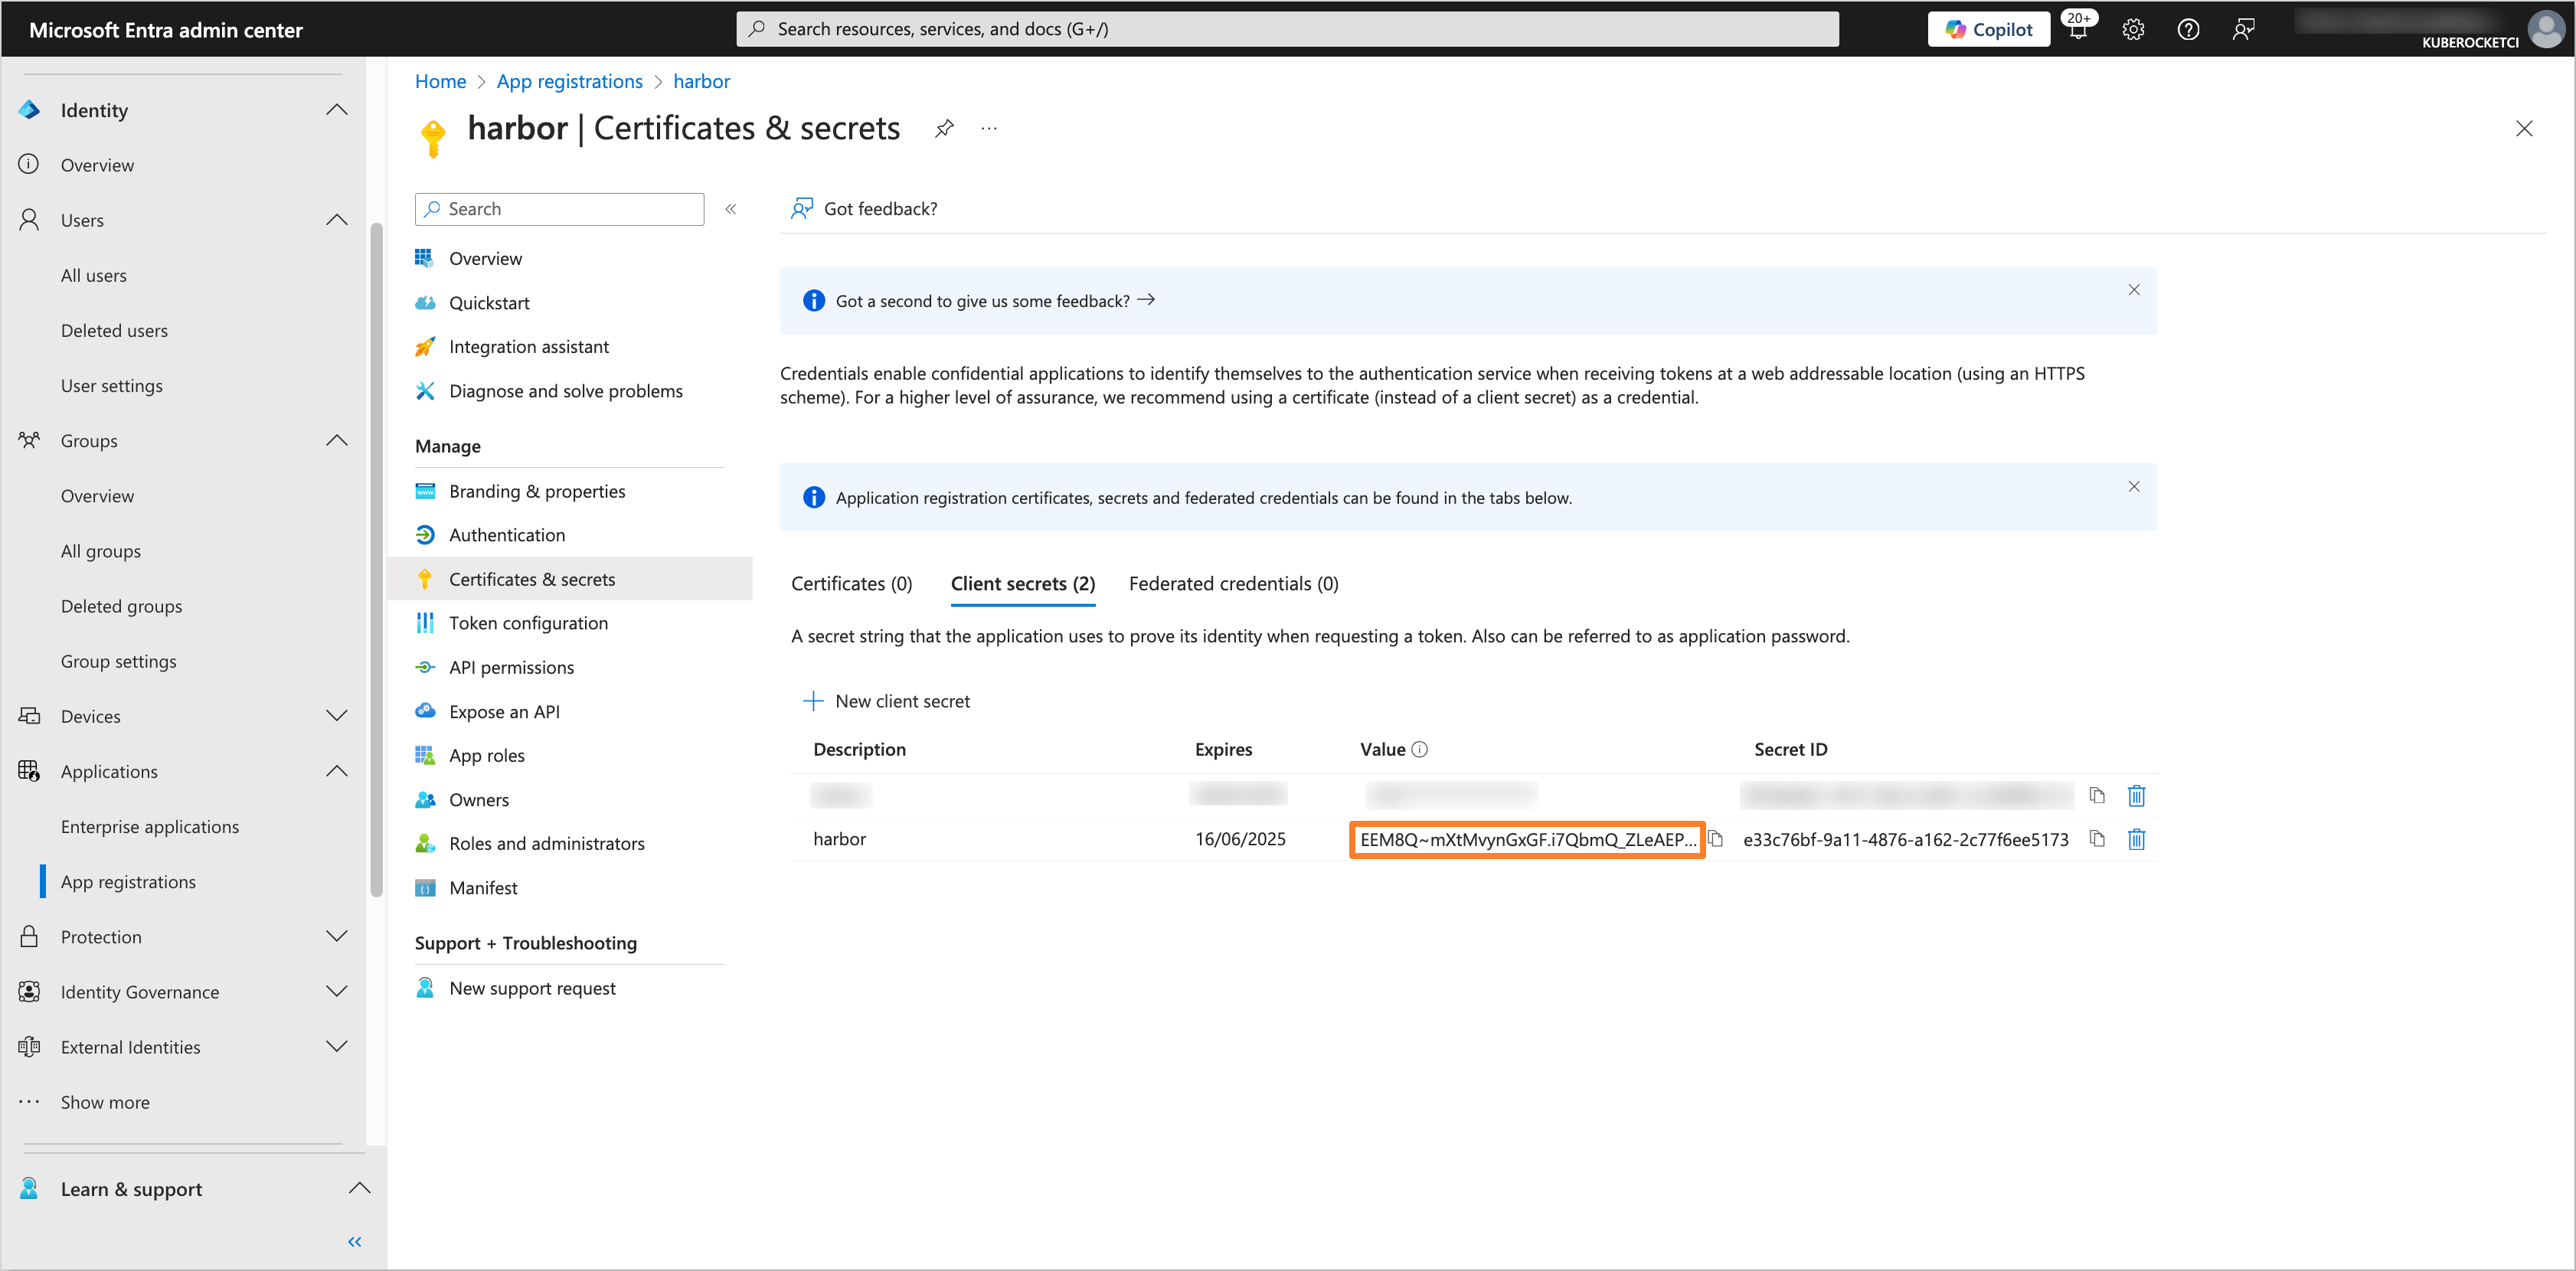 Microsoft Entra admin center
Search resources, services, and docs (G+/)
Copilot
20+
KUBEROCKETCI
Identity
Overview
Users
All users
Deleted users
User settings
Groups
Overview
All groups
Deleted groups
Group settings
Devices
Applications
Enterprise applications
App registrations
Protection
Identity Governance
External Identities
Show more
Learn & support
Home > App registrations > harbor
harbor | Certificates & secrets
Search
Overview
Quickstart
Integration assistant
Diagnose and solve problems
Manage
Branding & properties
Authentication
Certificates & secrets
Token configuration
API permissions
Expose an API
App roles
Owners
Roles and administrators
Manifest
Support + Troubleshooting
New support request
Got feedback?
Got a second to give us some feedback? →
Credentials enable confidential applications to identify themselves to the authentication service when receiving tokens at a web addressable location (using an HTTPS
scheme). For a higher level of assurance, we recommend using a certificate (instead of a client secret) as a credential.
Application registration certificates, secrets and federated credentials can be found in the tabs below.
Certificates (0) Client secrets (2) Federated credentials (0)
A secret string that the application uses to prove its identity when requesting a token. Also can be referred to as application password.
New client secret
Description Expires Value Secret ID
harbor 16/06/2025 EEM8Q~mXtMvynGxGF.i7QbmQ_ZLeAEP... e33c76bf-9a11-4876-a162-2c77f6ee5173